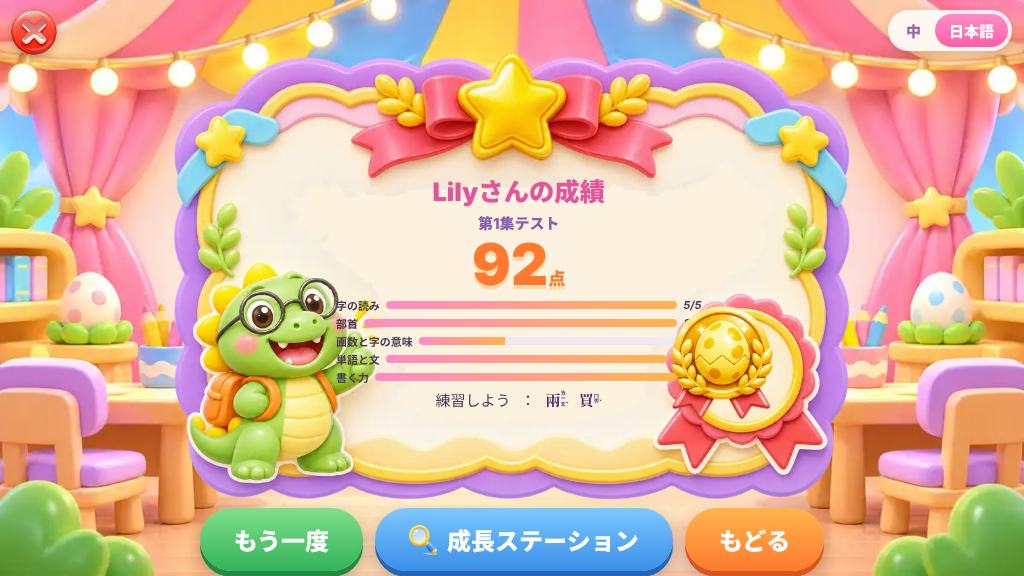 中 日本語
Lilyさんの成績
第1集テスト
92点
字の読み 5/5
部首
画数と字の意味
単語と文
書く力
練習しよう ： 兩 買
もう一度 成長ステーション もどる